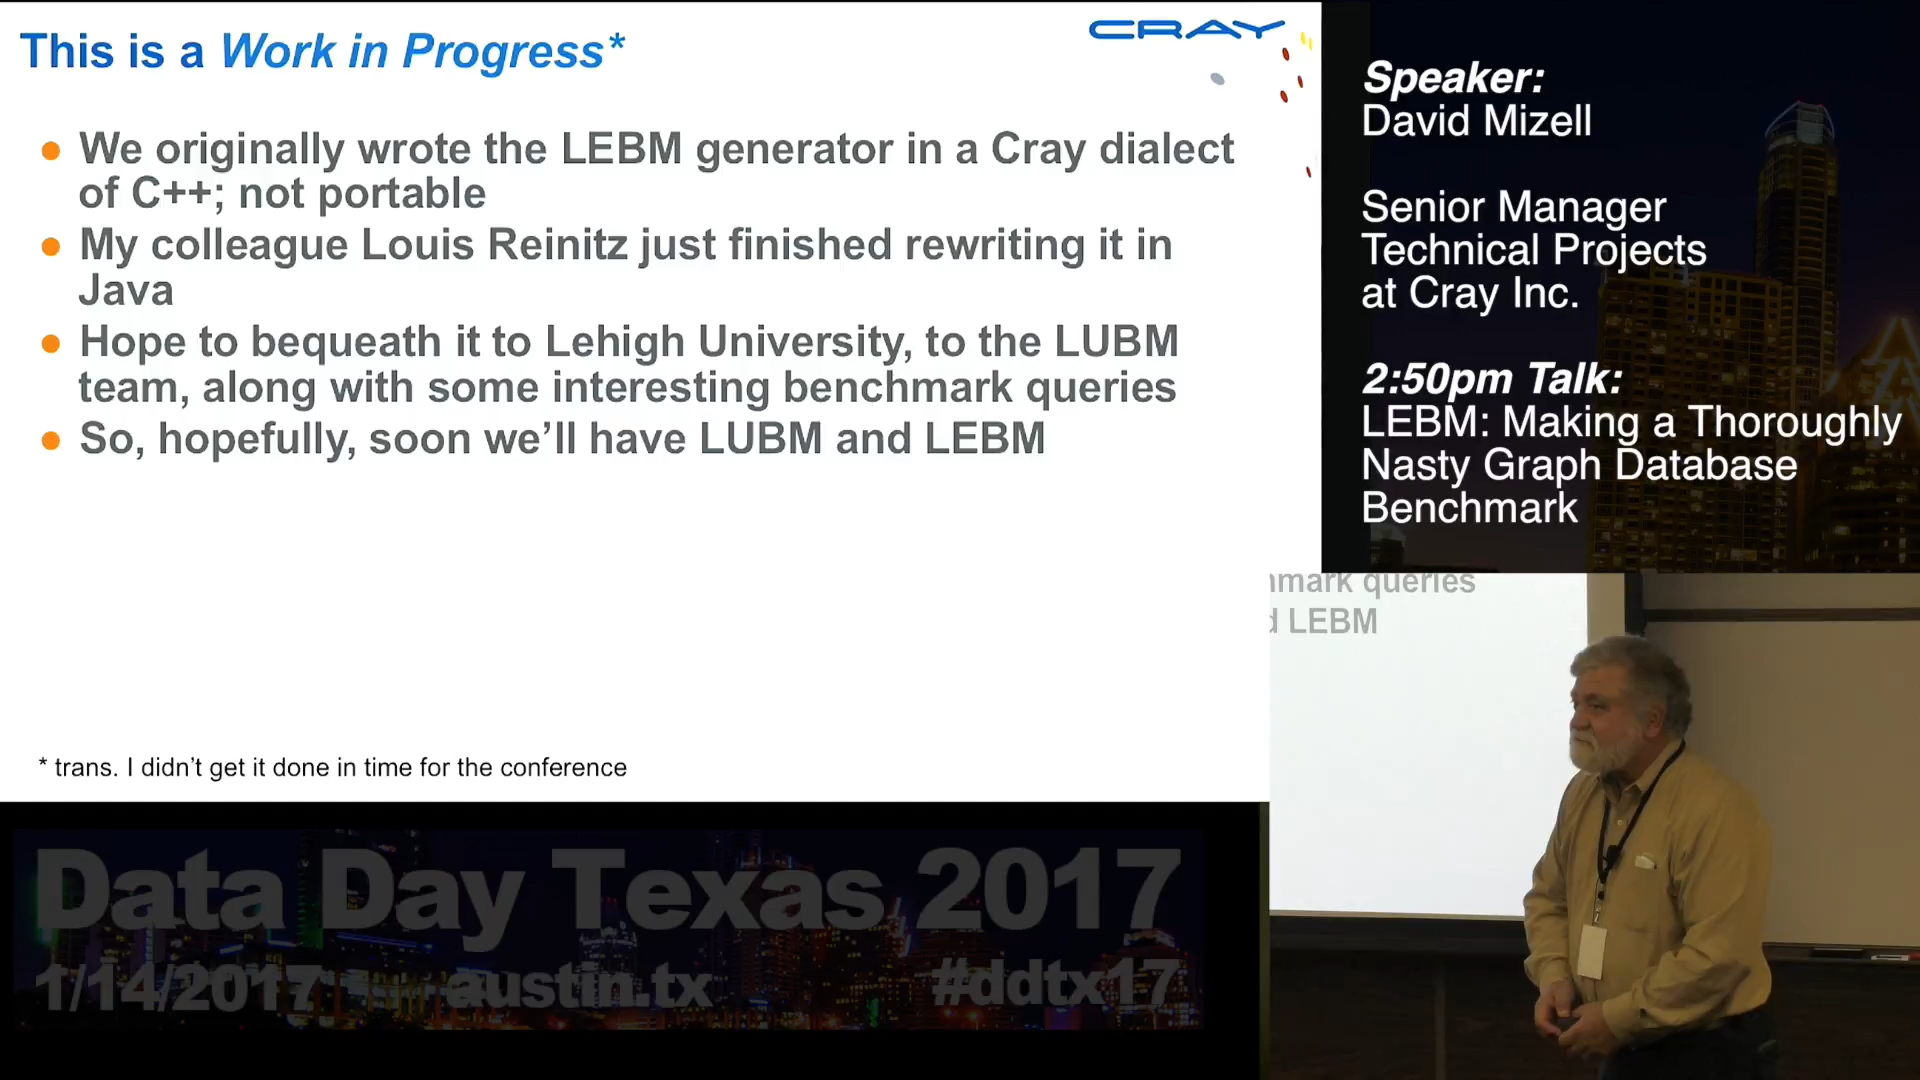 This is a Work in Progress*
CRAY
● We originally wrote the LEBM generator in a Cray dialect
of C++; not portable
● My colleague Louis Reinitz just finished rewriting it in
Java
● Hope to bequeath it to Lehigh University, to the LUBM
team, along with some interesting benchmark queries
● So, hopefully, soon we’ll have LUBM and LEBM
* trans. I didn’t get it done in time for the conference
Speaker:
David Mizell
Senior Manager
Technical Projects
at Cray Inc.
2:50pm Talk:
LEBM: Making a Thoroughly
Nasty Graph Database
Benchmark
queries
LEBM
Data Day Texas 2017
1/14/2017 austin.tx #ddtx17